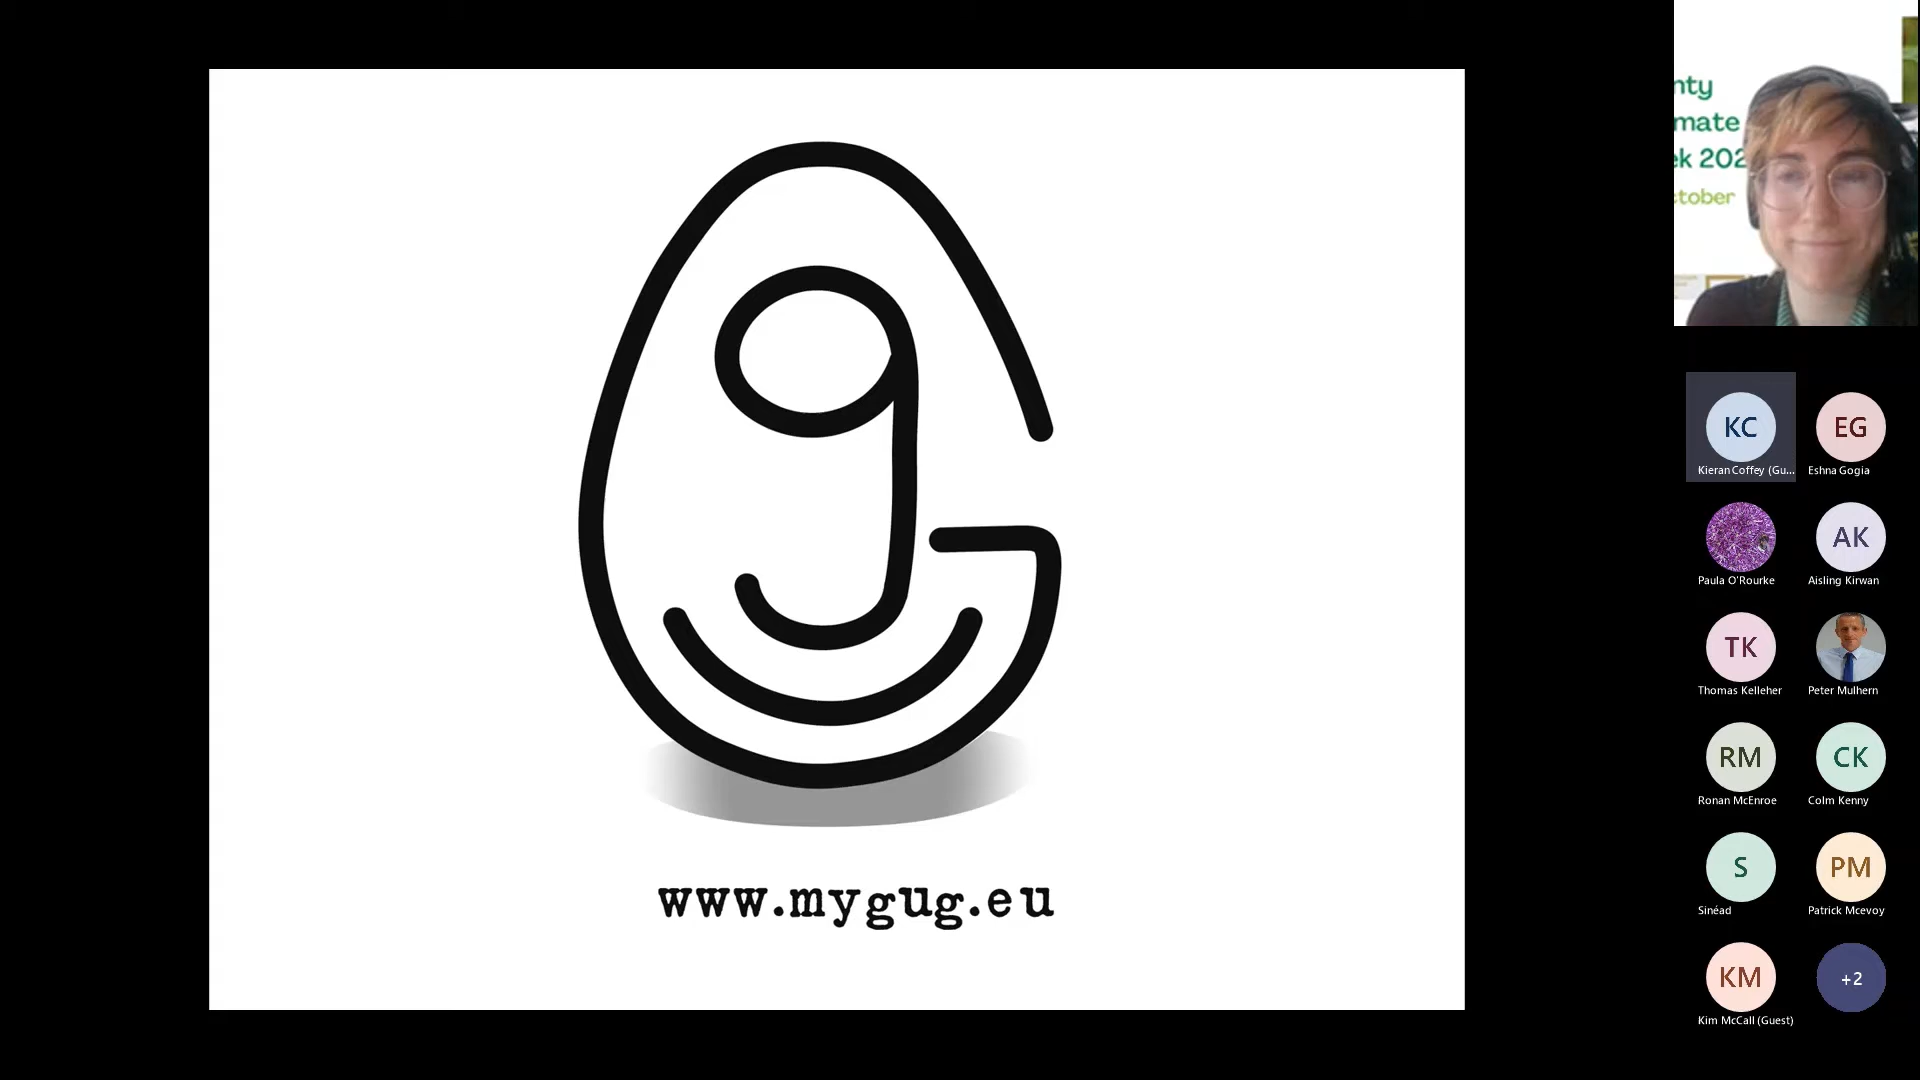 www.mygug.eu
nty
mate
ek 202
ctober
KC
EG
Kieran Coffey (Gu...
Eshna Gogia
AK
Paula O'Rourke
Aisling Kirwan
TK
Thomas Kelleher
Peter Mulhern
RM
CK
Ronan McEnroe
Colm Kenny
S
PM
Sinéad
Patrick Mcevoy
KM
+2
Kim McCall (Guest)